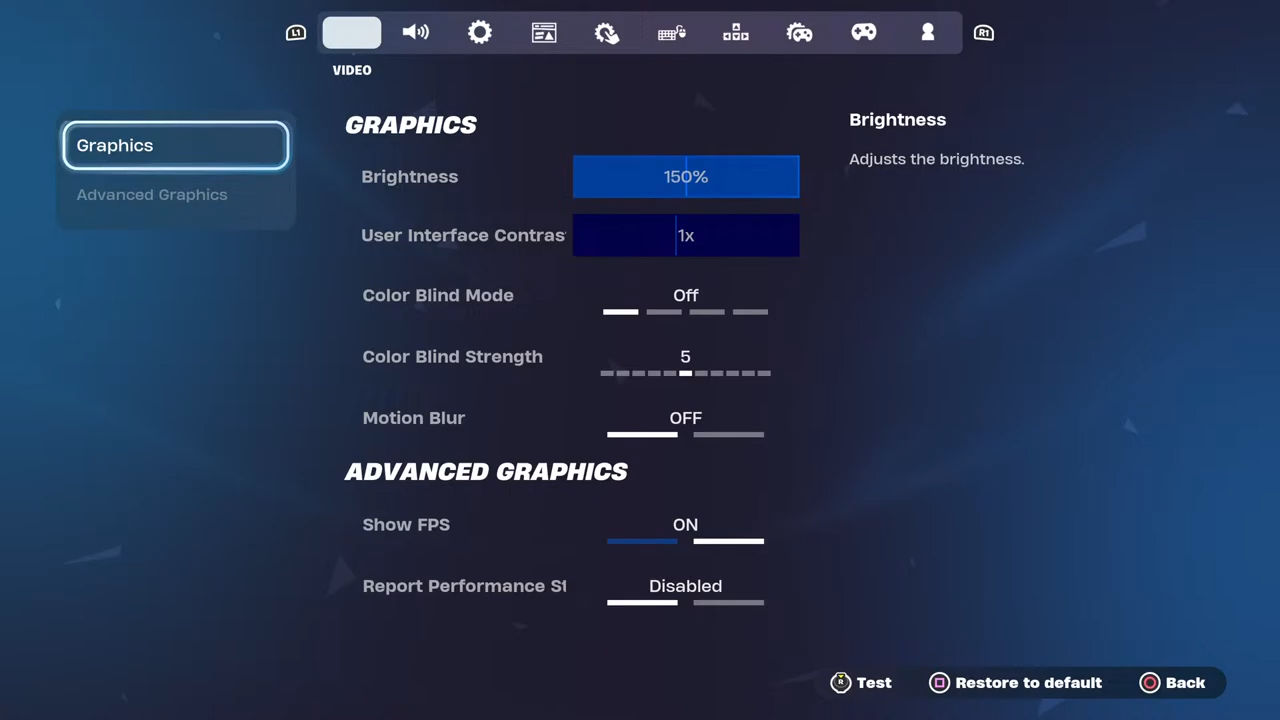 L1
R1
VIDEO
Graphics
Advanced Graphics
GRAPHICS
Brightness
150%
User Interface Contras
1x
Color Blind Mode
Off
Color Blind Strength
5
Motion Blur
OFF
ADVANCED GRAPHICS
Show FPS
ON
Report Performance St
Disabled
Brightness
Adjusts the brightness.
R Test
Restore to default
Back